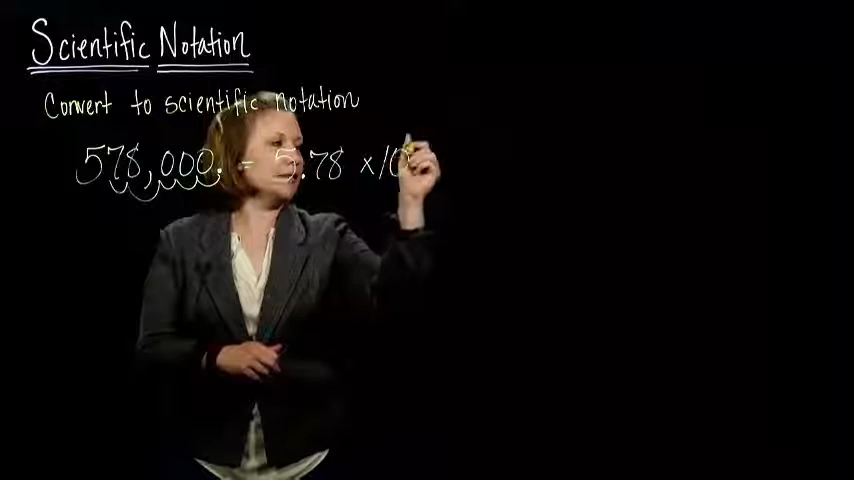 Scientific Notation
Convert to scientific notation
578,000. = 5.78 x 10